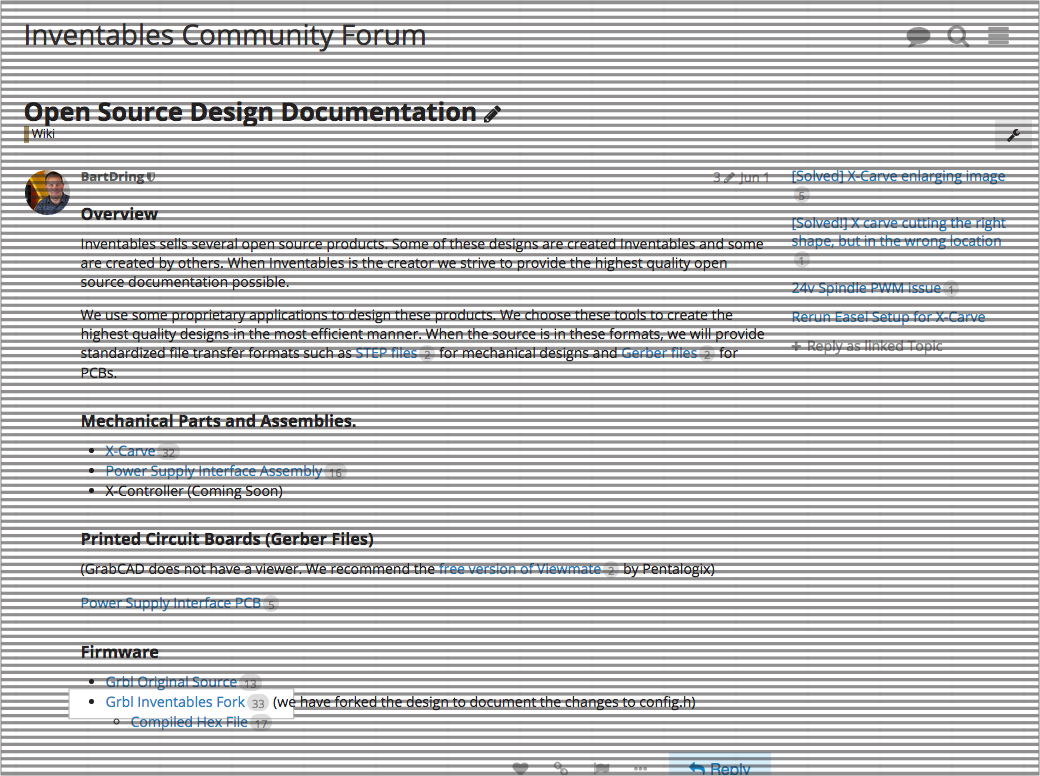 Inventables Community Forum
Open Source Design Documentation
Wiki
BartDring
3 Jun 1
Overview
Inventables sells several open source products. Some of these designs are created Inventables and some
are created by others. When Inventables is the creator we strive to provide the highest quality open
source documentation possible.
We use some proprietary applications to design these products. We choose these tools to create the
highest quality designs in the most efficient manner. When the source is in these formats, we will provide
standardized file transfer formats such as STEP files 2 for mechanical designs and Gerber files 2 for
PCBs.
Mechanical Parts and Assemblies.
X-Carve 32
Power Supply Interface Assembly 16
X-Controller (Coming Soon)
Printed Circuit Boards (Gerber Files)
(GrabCAD does not have a viewer. We recommend the free version of Viewmate 2 by Pentalogix)
Power Supply Interface PCB 5
Firmware
Grbl Original Source 13
Grbl Inventables Fork 33 (we have forked the design to document the changes to config.h)
Compiled Hex File 17
Reply
[Solved] X-Carve enlarging image
5
[Solved!] X carve cutting the right
shape, but in the wrong location
1
24v Spindle PWM issue 1
Rerun Easel Setup for X-Carve
Reply as linked Topic